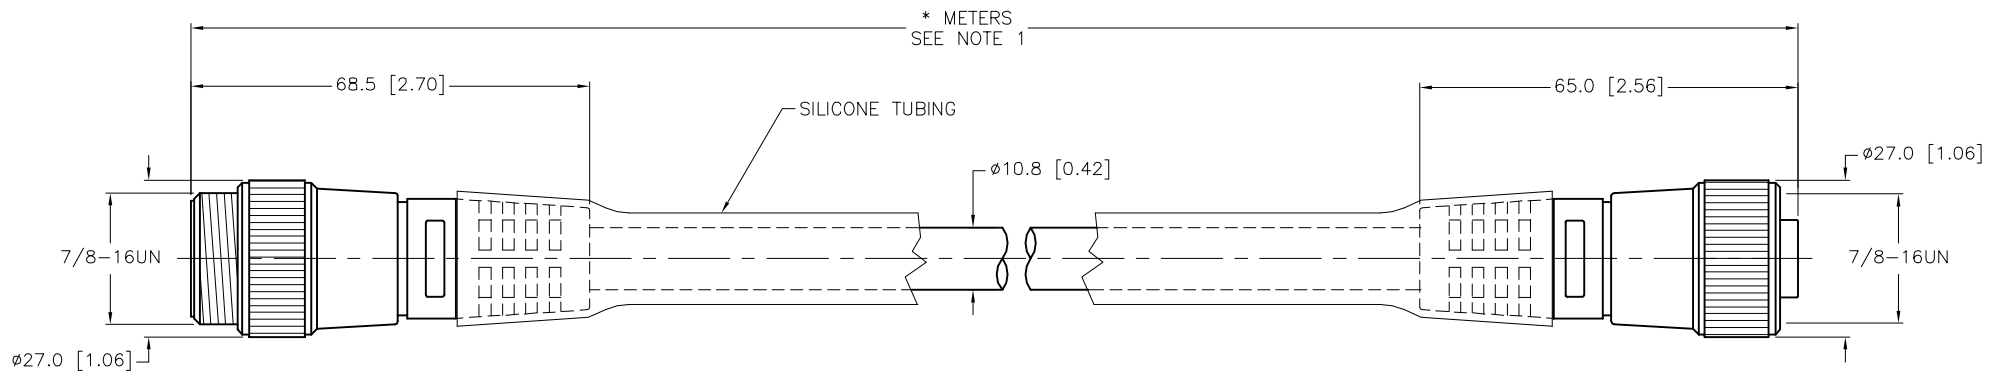 * METERS
SEE NOTE 1
68.5 [2.70]
65.0 [2.56]
SILICONE TUBING
ø10.8 [0.42]
ø27.0 [1.06]
7/8-16UN
7/8-16UN
ø27.0 [1.06]